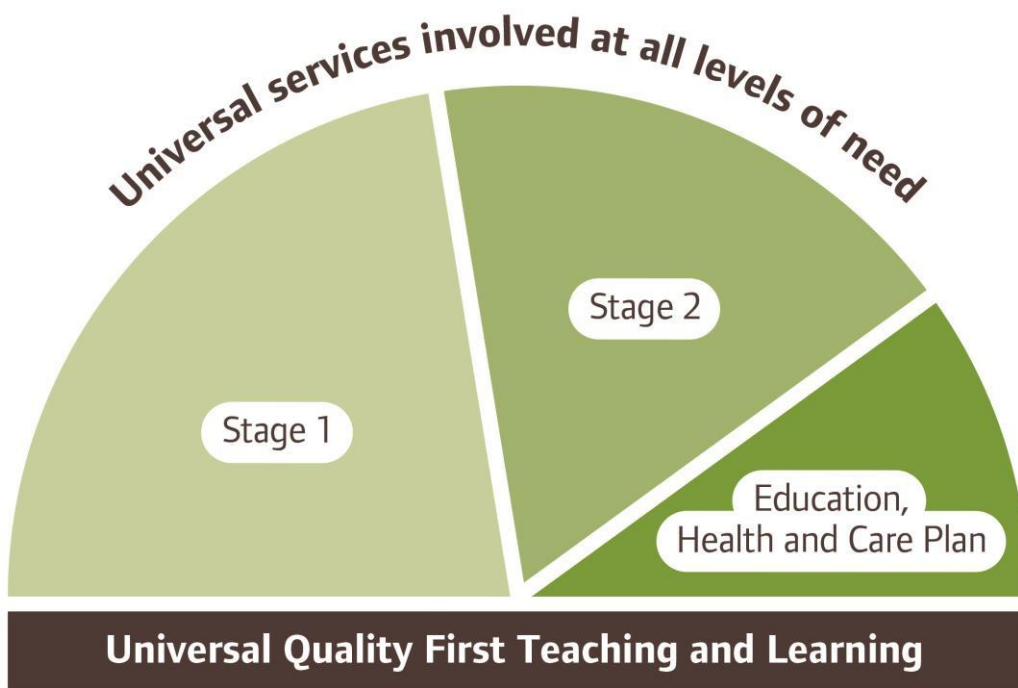 Universal services involved at all levels of need
Stage 1
Stage 2
Education,
Health and Care Plan
Universal Quality First Teaching and Learning